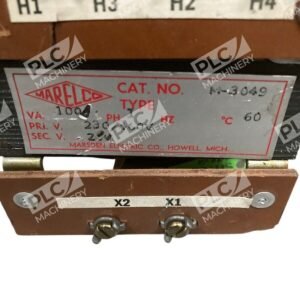 H1 H3 H2 H4
MARELCO
CAT. NO. M-3049
TYPE
VA. 100 PH HZ °C 60
PRI. V. 230
SEC. V.
MARSDEN ELECTRIC CO., HOWELL, MICH.
X2 X1
PLC
MACHINERY